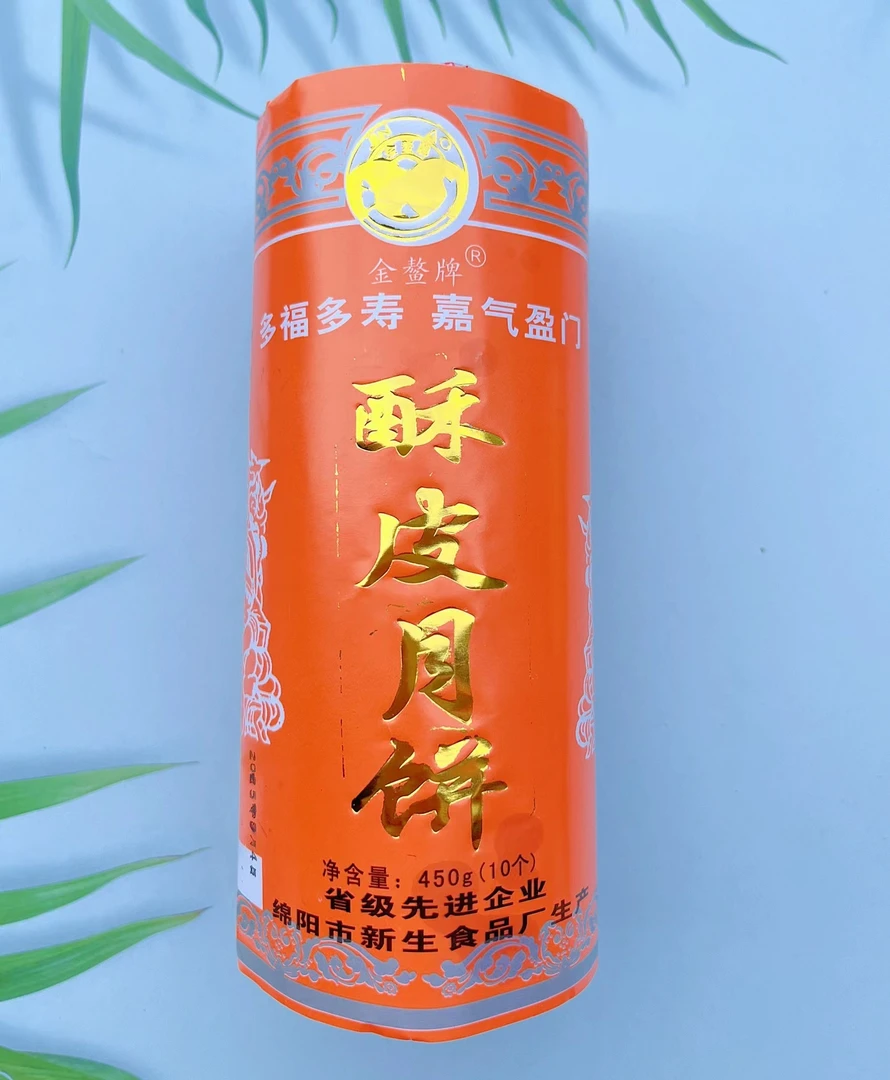 金鳌牌®
多福多寿 嘉气盈门
酥皮月饼
净含量：450g(10个)
省级先进企业
绵阳市新生食品厂生产